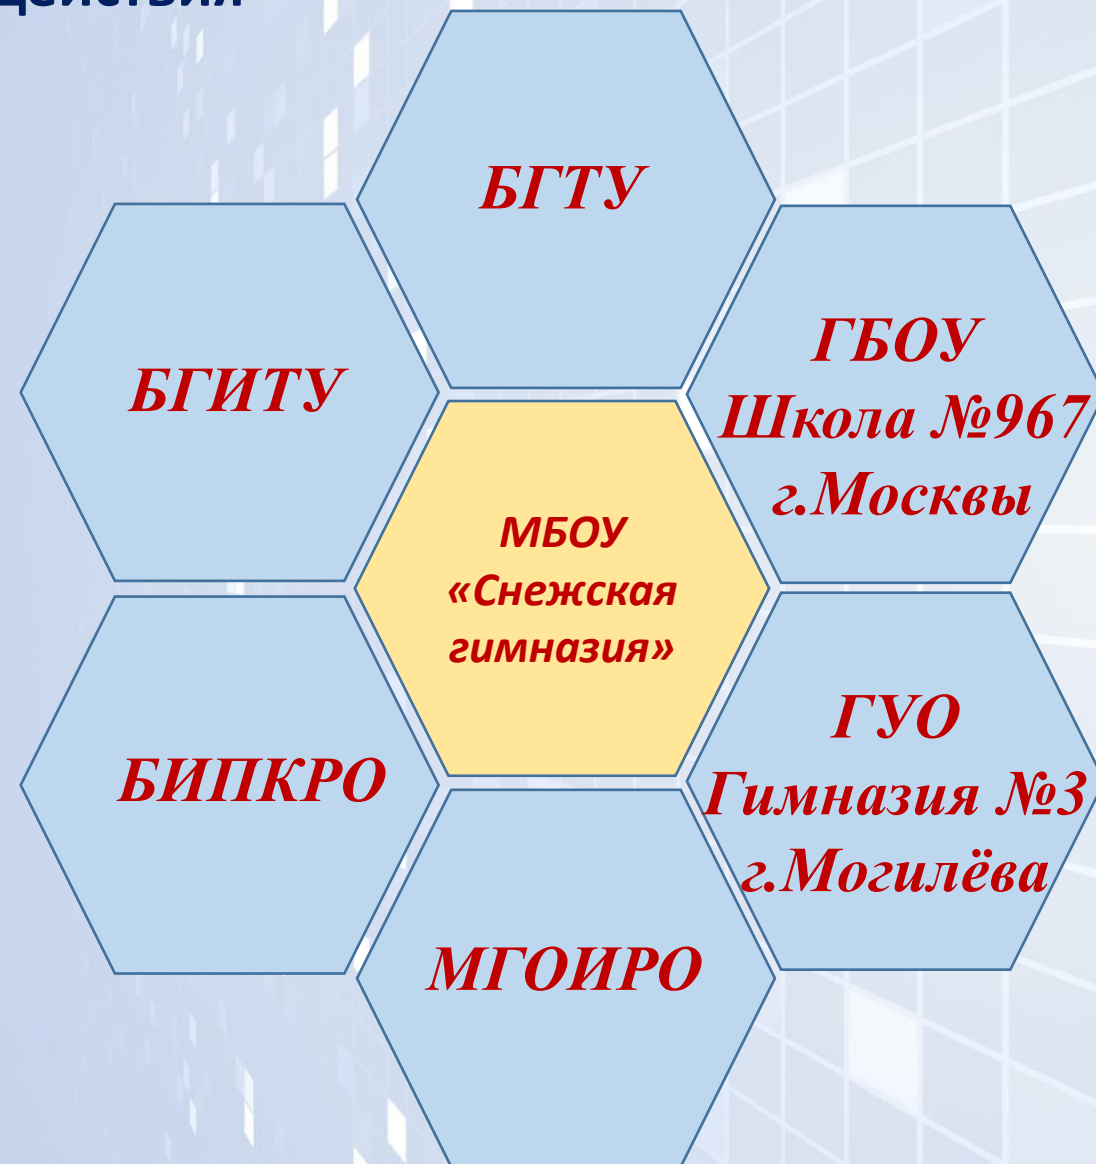 БГТУ
БГИТУ
ГБОУ
Школа №967
г.Москвы
МБОУ
«Снежская
гимназия»
БИПКРО
ГУО
Гимназия №3
г.Могилёва
МГОИРО